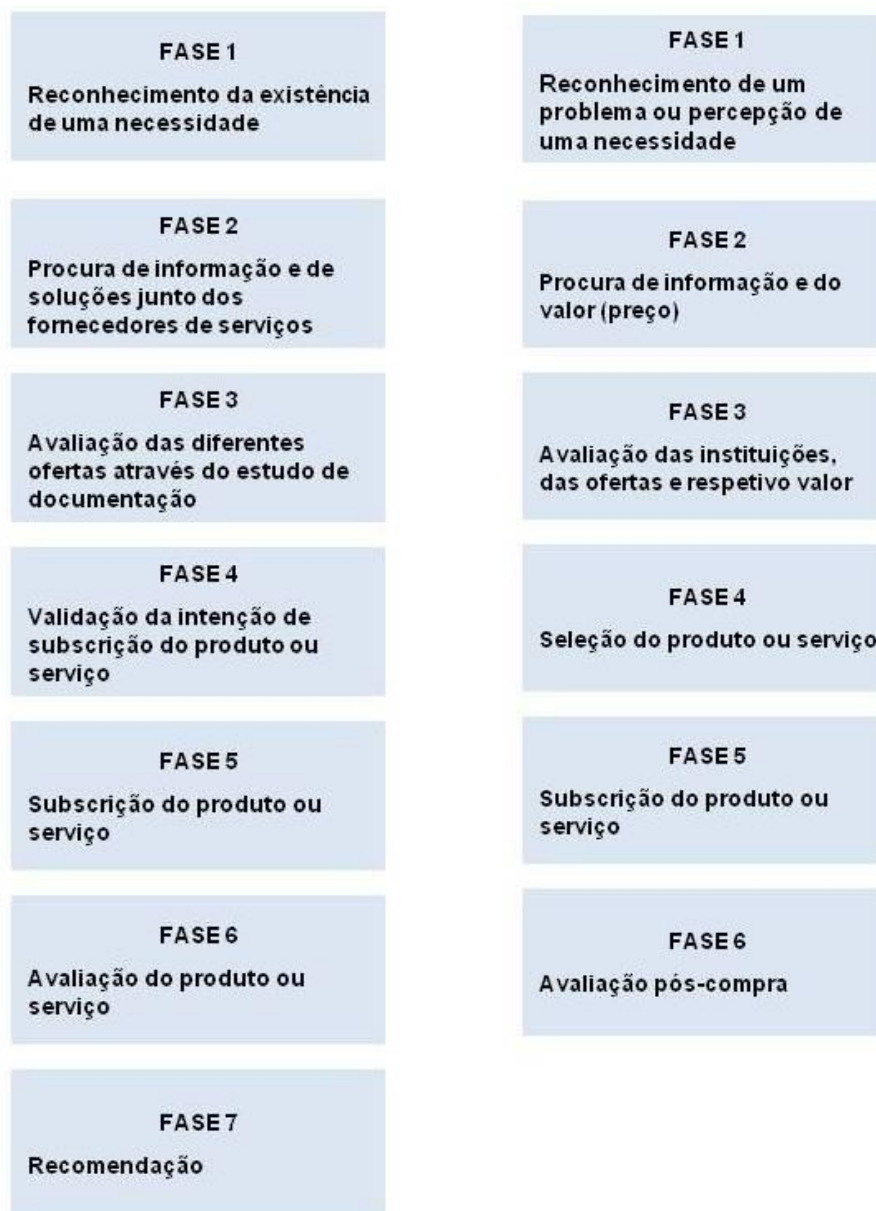 FASE 1
Reconhecimento da existência
de uma necessidade
FASE 2
Procura de informação e de
soluções junto dos
fornecedores de serviços
FASE 3
Avaliação das diferentes
ofertas através do estudo de
documentação
FASE 4
Validação da intenção de
subscrição do produto ou
serviço
FASE 5
Subscrição do produto ou
serviço
FASE 6
Avaliação do produto ou
serviço
FASE 7
Recomendação
FASE 1
Reconhecimento de um
problema ou percepção de
uma necessidade
FASE 2
Procura de informação e do
valor (preço)
FASE 3
Avaliação das instituições,
das ofertas e respetivo valor
FASE 4
Seleção do produto ou serviço
FASE 5
Subscrição do produto ou
serviço
FASE 6
Avaliação pós-compra